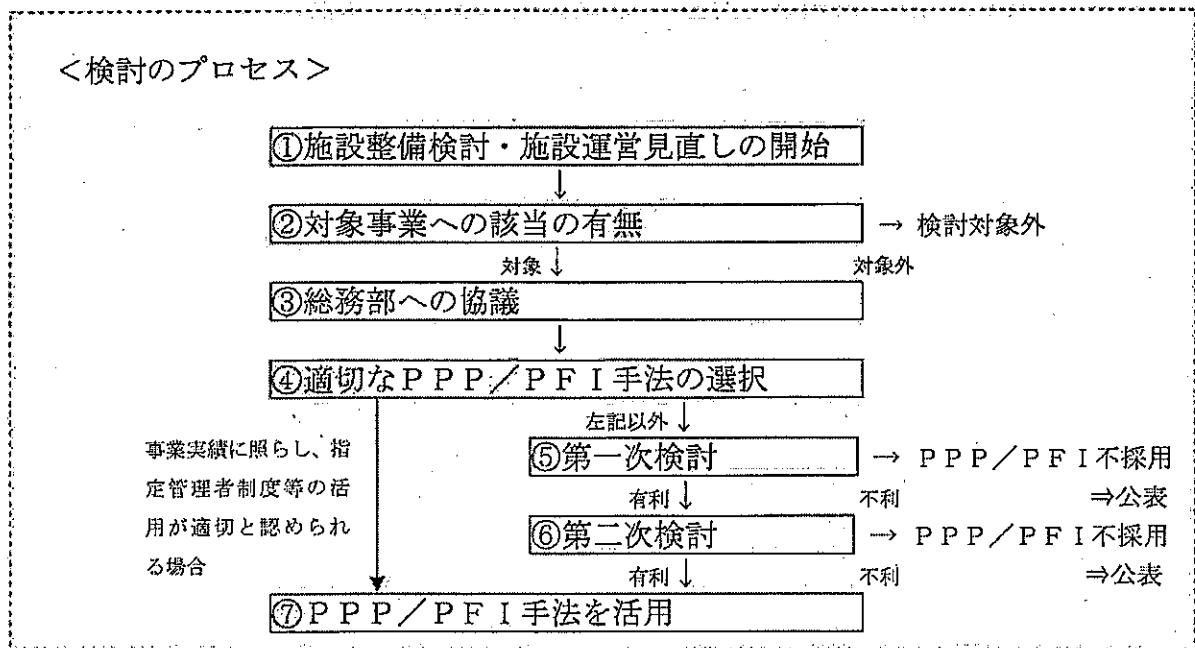 ＜検討のプロセス＞
①施設整備検討・施設運営見直しの開始
↓
②対象事業への該当の有無 → 検討対象外
対象 ↓ 対象外
③総務部への協議
↓
④適切なＰＰＰ／ＰＦＩ手法の選択
左記以外 ↓
事業実績に照らし、指
定管理者制度等の活
用が適切と認められ
る場合
⑤第一次検討 → ＰＰＰ／ＰＦＩ不採用
有利 ↓ 不利 ⇒公表
⑥第二次検討 → ＰＰＰ／ＰＦＩ不採用
有利 ↓ 不利 ⇒公表
⑦ＰＰＰ／ＰＦＩ手法を活用